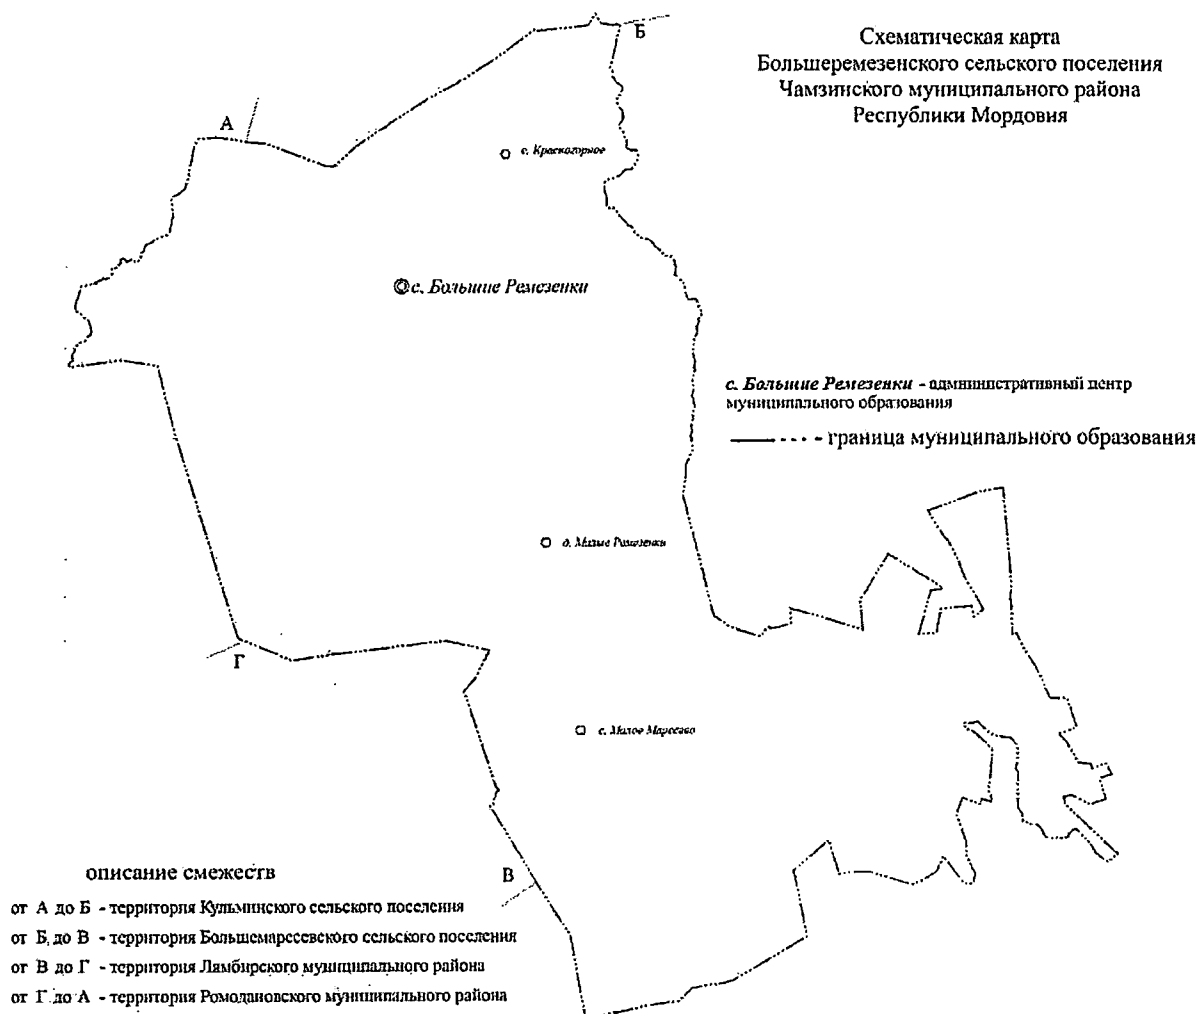 Схематическая карта
Большеремезенского сельского поселения
Чамзинского муниципального района
Республики Мордовия
Б
А
с. Красногорное
с. Большие Ремезенки
с. Большие Ремезенки - административный центр
муниципального образования
- граница муниципального образования
д. Малые Ремезенки
Г
с. Малое Маресево
В
описание смежеств
от А до Б - территория Кульминского сельского поселения
от Б до В - территория Большемаресевского сельского поселения
от В до Г - территория Лямбирского муниципального района
от Г до А - территория Ромодановского муниципального района